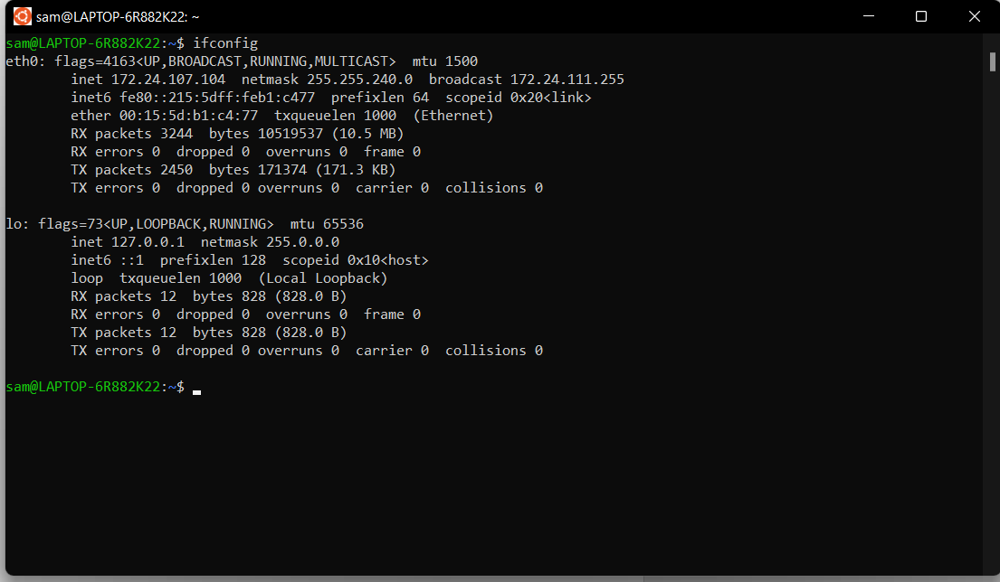 sam@LAPTOP-6R882K22: ~
sam@LAPTOP-6R882K22:~$ ifconfig
eth0: flags=4163<UP,BROADCAST,RUNNING,MULTICAST>  mtu 1500
        inet 172.24.107.104  netmask 255.255.240.0  broadcast 172.24.111.255
        inet6 fe80::215:5dff:feb1:c477  prefixlen 64  scopeid 0x20<link>
        ether 00:15:5d:b1:c4:77  txqueuelen 1000  (Ethernet)
        RX packets 3244  bytes 10519537 (10.5 MB)
        RX errors 0  dropped 0  overruns 0  frame 0
        TX packets 2450  bytes 171374 (171.3 KB)
        TX errors 0  dropped 0 overruns 0  carrier 0  collisions 0
lo: flags=73<UP,LOOPBACK,RUNNING>  mtu 65536
        inet 127.0.0.1  netmask 255.0.0.0
        inet6 ::1  prefixlen 128  scopeid 0x10<host>
        loop  txqueuelen 1000  (Local Loopback)
        RX packets 12  bytes 828 (828.0 B)
        RX errors 0  dropped 0  overruns 0  frame 0
        TX packets 12  bytes 828 (828.0 B)
        TX errors 0  dropped 0 overruns 0  carrier 0  collisions 0
sam@LAPTOP-6R882K22:~$